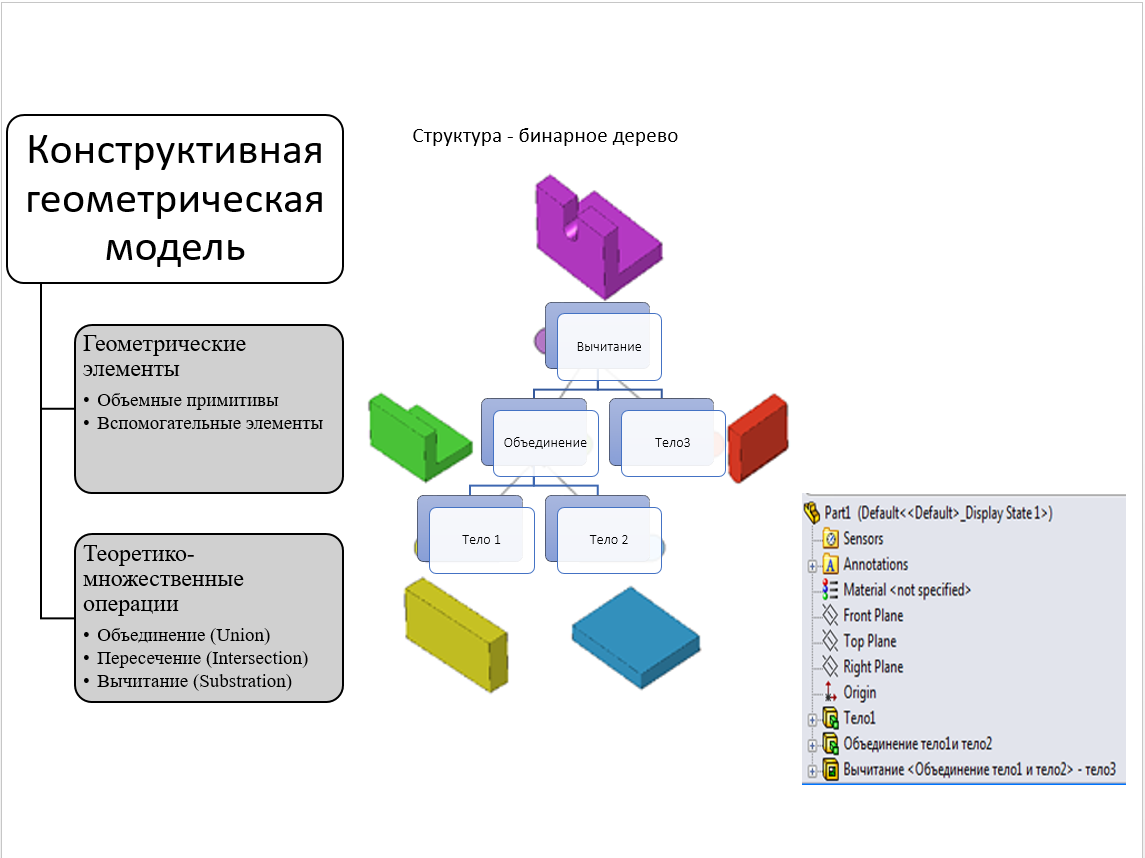 Конструктивная
геометрическая
модель
Геометрические
элементы
• Объемные примитивы
• Вспомогательные элементы
Теоретико-
множественные
операции
• Объединение (Union)
• Пересечение (Intersection)
• Вычитание (Substration)
Структура - бинарное дерево
Вычитание
Объединение
Тело3
Тело 1
Тело 2
Part1 (Default<<Default>_Display State 1>)
Sensors
Annotations
Material <not specified>
Front Plane
Top Plane
Right Plane
Origin
Тело1
Объединение тело1и тело2
Вычитание <Объединение тело1 и тело2> - тело3